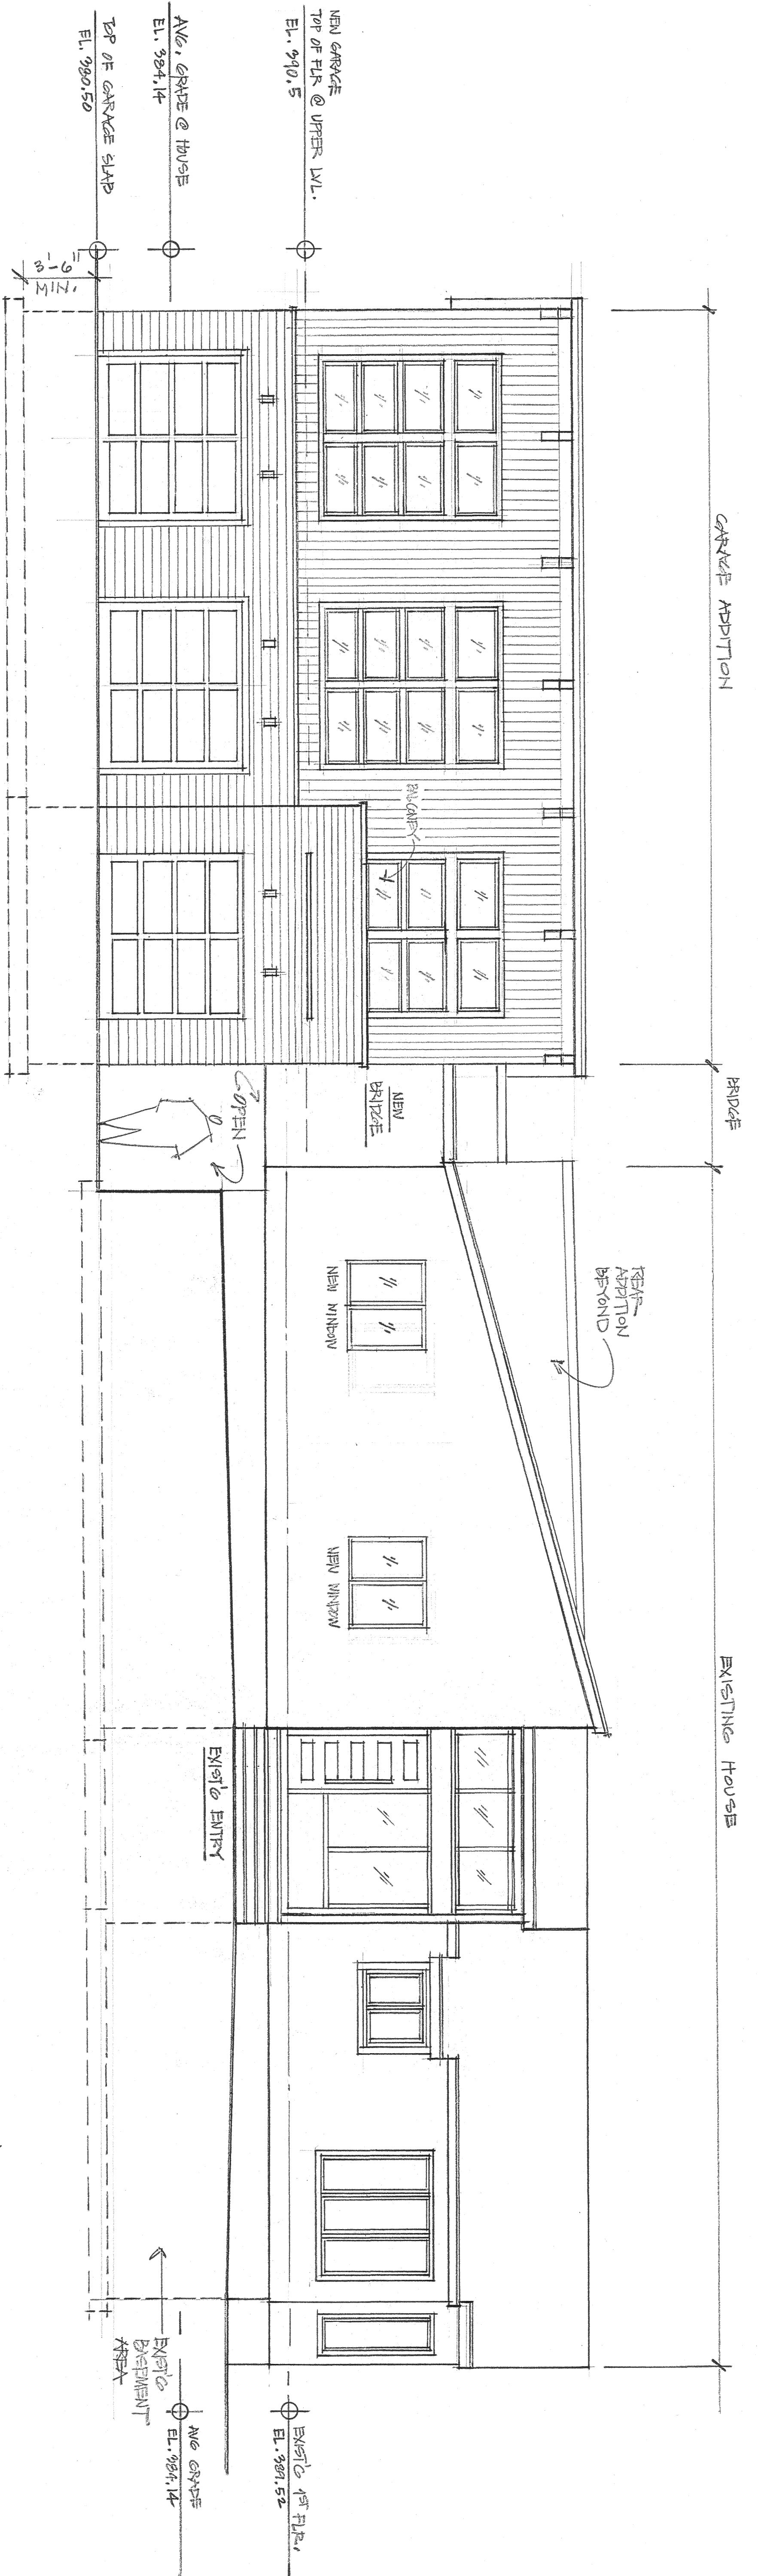 GARAGE ADDITION
BRIDGE
EXISTING HOUSE
REAR
ADDITION
BEYOND
NEW GARAGE
TOP OF FLR @ UPPER LVL.
EL. 390.5
AVG. GRADE @ HOUSE
EL. 384.14
TOP OF GARAGE SLAB
EL. 380.50
3'-6"
MIN.
BALCONY
NEW
BRIDGE
OPEN
NEW WINDOW
NEW WINDOW
EXIST'G ENTRY
EXIST'G 1ST FLR.
EL. 389.52
AVG GRADE
EL. 384.14
EXIST'G
BASEMENT
AREA